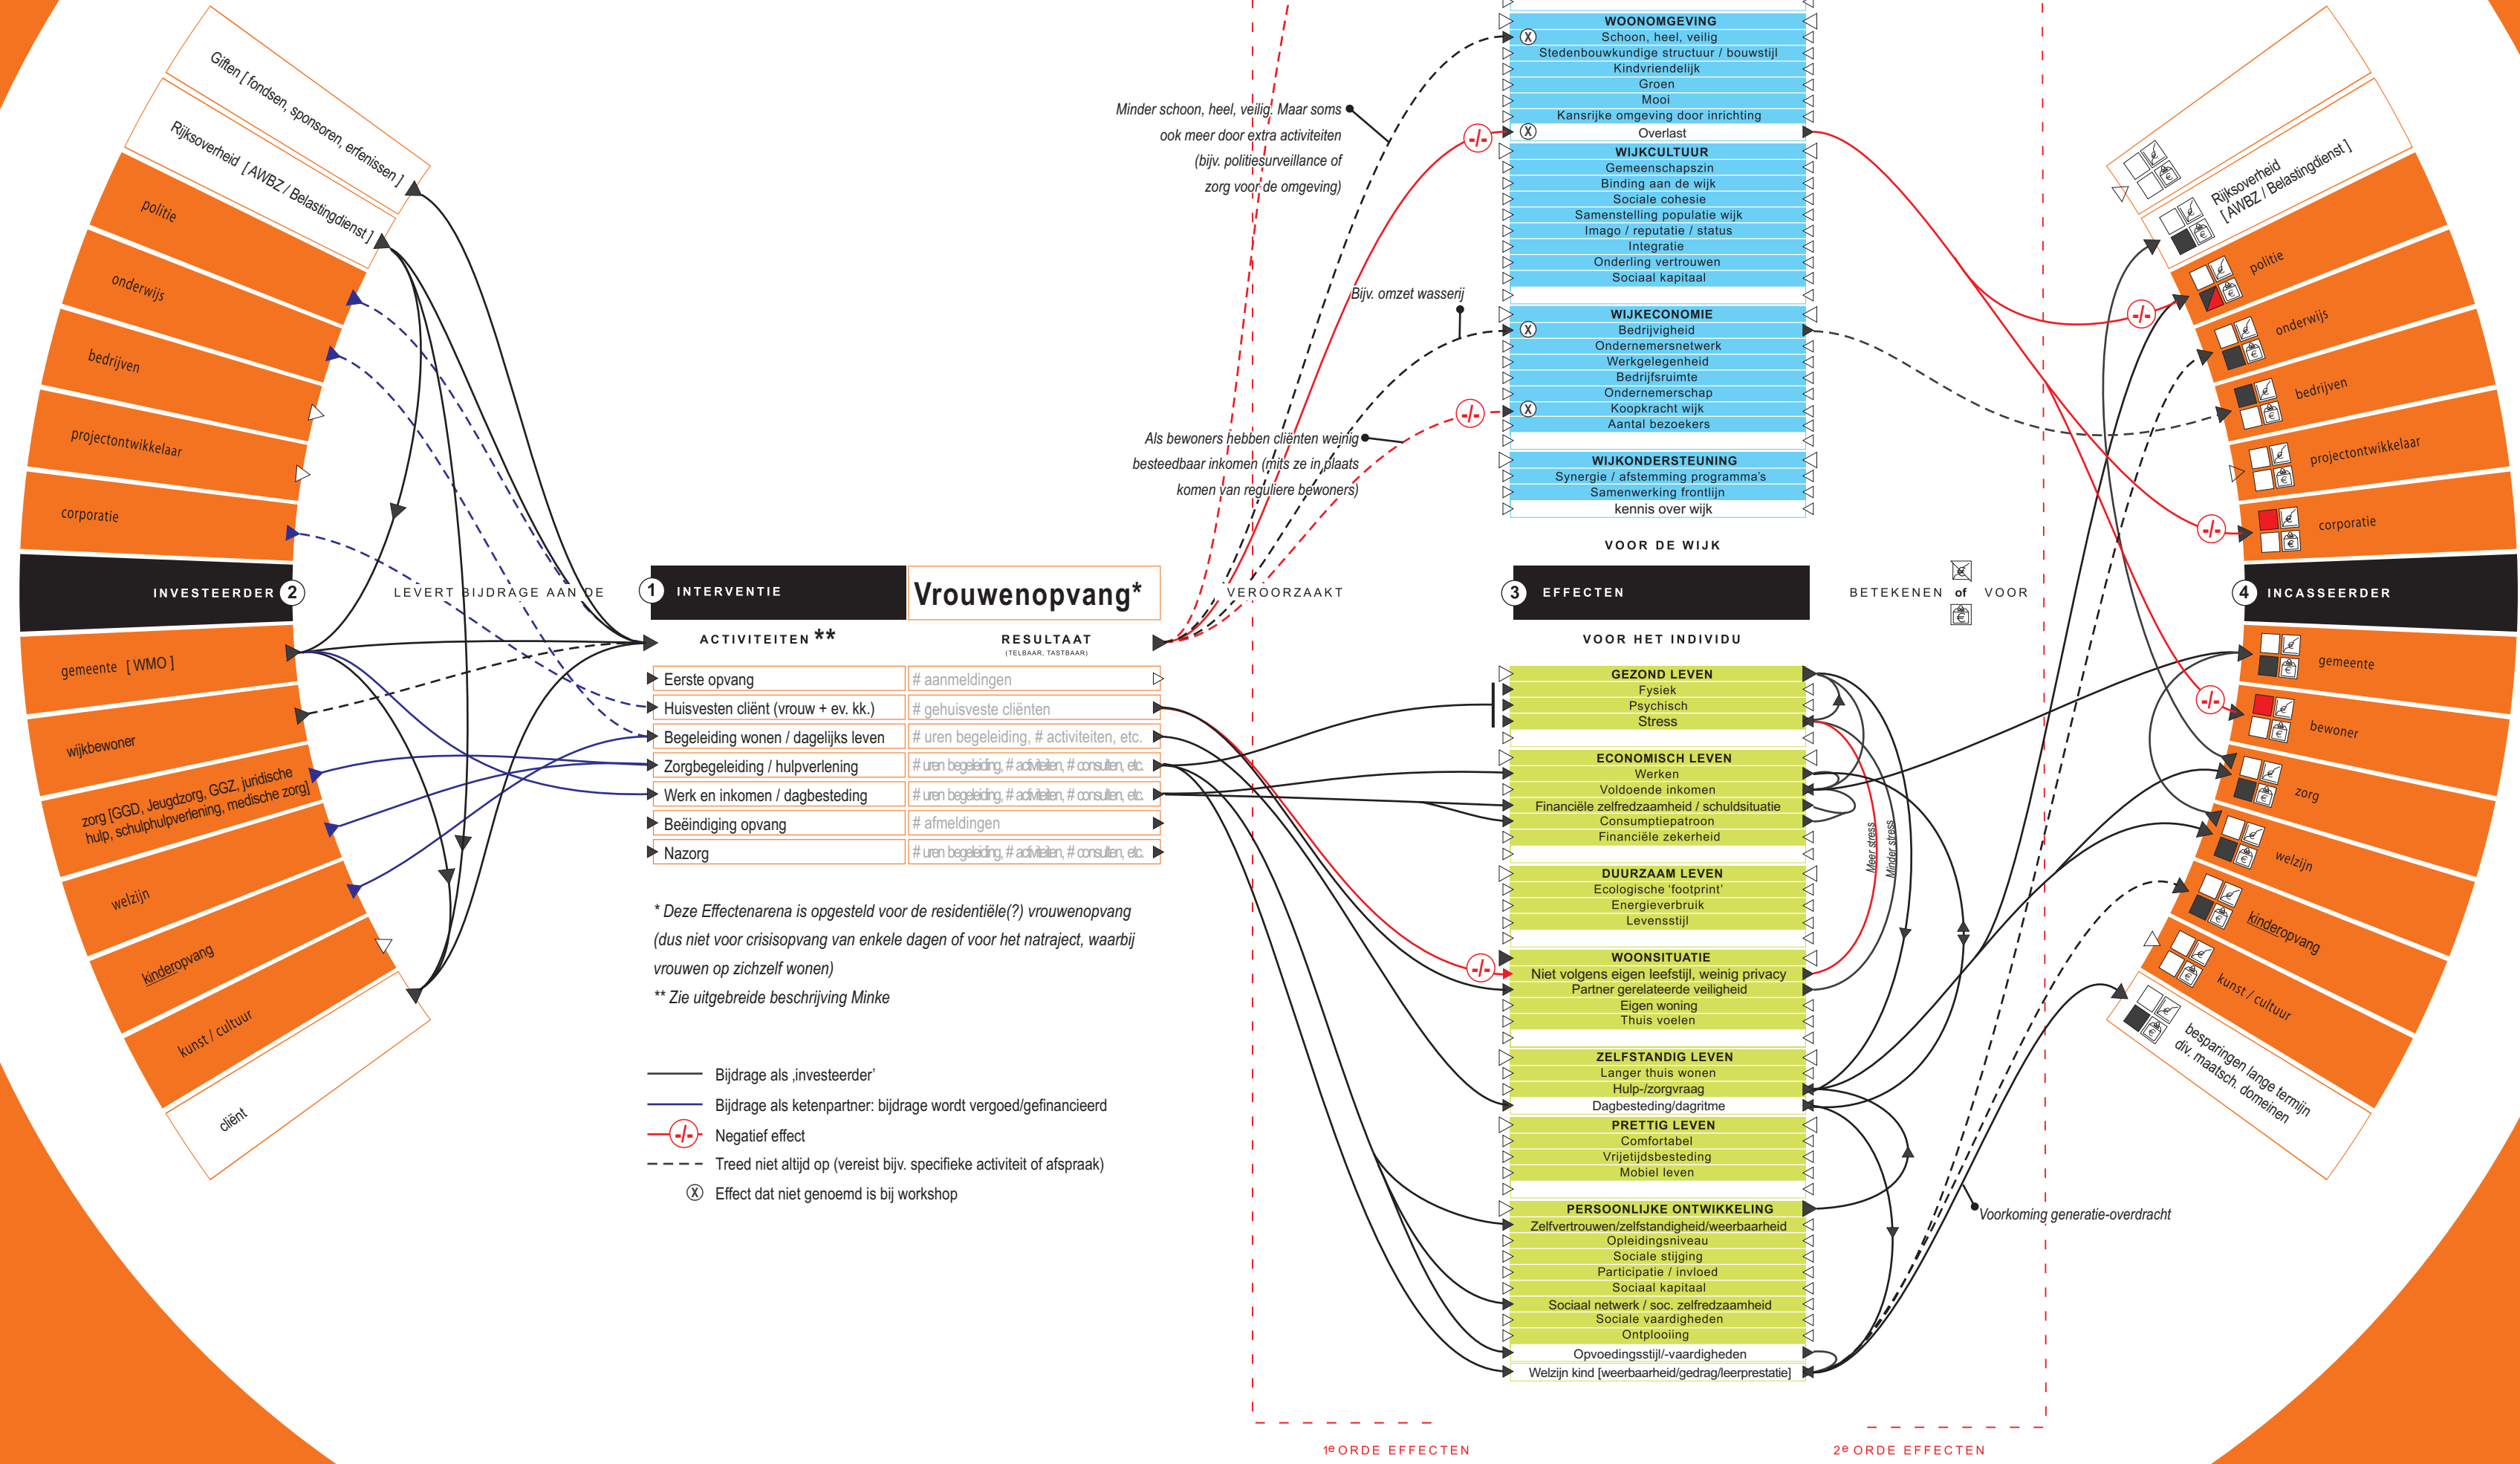 Giften [ fondsen, sponsoren, erfenissen ]
Rijksoverheid [ AWBZ / Belastingdienst ]
politie
onderwijs
bedrijven
projectontwikkelaar
corporatie
INVESTEERDER 2
gemeente [ WMO ]
wijkbewoner
zorg [GGD, Jeugdzorg, GGZ, juridische
hulp, schulphulpverlening, medische zorg]
welzijn
kinderopvang
kunst / cultuur
cliënt
LEVERT BIJDRAGE AAN DE
1 INTERVENTIE
Vrouwenopvang*
ACTIVITEITEN **
RESULTAAT
(TELBAAR, TASTBAAR)
Eerste opvang
# aanmeldingen
Huisvesten cliënt (vrouw + ev. kk.)
# gehuisveste cliënten
Begeleiding wonen / dagelijks leven
# uren begeleiding, # activiteiten, etc.
Zorgbegeleiding / hulpverlening
# uren begeleiding, # activiteiten, # consulten, etc.
Werk en inkomen / dagbesteding
# uren begeleiding, # activiteiten, # consulten, etc.
Beëindiging opvang
# afmeldingen
Nazorg
# uren begeleiding, # activiteiten, # consulten, etc.
* Deze Effectenarena is opgesteld voor de residentiële(?) vrouwenopvang
(dus niet voor crisisopvang van enkele dagen of voor het natraject, waarbij
vrouwen op zichzelf wonen)
** Zie uitgebreide beschrijving Minke
Bijdrage als ‚investeerder’
Bijdrage als ketenpartner: bijdrage wordt vergoed/gefinancieerd
-/- Negatief effect
Treed niet altijd op (vereist bijv. specifieke activiteit of afspraak)
X Effect dat niet genoemd is bij workshop
Minder schoon, heel, veilig. Maar soms
ook meer door extra activiteiten
(bijv. politiesurveillance of
zorg voor de omgeving)
Bijv. omzet wasserij
Als bewoners hebben cliënten weinig
besteedbaar inkomen (mits ze in plaats
komen van reguliere bewoners)
-/-
-/-
-/-
VEROORZAAKT
WOONOMGEVING
X Schoon, heel, veilig
Stedenbouwkundige structuur / bouwstijl
Kindvriendelijk
Groen
Mooi
Kansrijke omgeving door inrichting
X Overlast
WIJKCULTUUR
Gemeenschapszin
Binding aan de wijk
Sociale cohesie
Samenstelling populatie wijk
Imago / reputatie / status
Integratie
Onderling vertrouwen
Sociaal kapitaal
WIJKECONOMIE
X Bedrijvigheid
Ondernemersnetwerk
Werkgelegenheid
Bedrijfsruimte
Ondernemerschap
X Koopkracht wijk
Aantal bezoekers
WIJKONDERSTEUNING
Synergie / afstemming programma’s
Samenwerking frontlijn
kennis over wijk
VOOR DE WIJK
3 EFFECTEN
VOOR HET INDIVIDU
GEZOND LEVEN
Fysiek
Psychisch
Stress
ECONOMISCH LEVEN
Werken
Voldoende inkomen
Financiële zelfredzaamheid / schuldsituatie
Consumptiepatroon
Financiële zekerheid
DUURZAAM LEVEN
Ecologische ‘footprint’
Energieverbruik
Levensstijl
WOONSITUATIE
Niet volgens eigen leefstijl, weinig privacy
Partner gerelateerde veiligheid
Eigen woning
Thuis voelen
ZELFSTANDIG LEVEN
Langer thuis wonen
Hulp-/zorgvraag
Dagbesteding/dagritme
PRETTIG LEVEN
Comfortabel
Vrijetijdsbesteding
Mobiel leven
PERSOONLIJKE ONTWIKKELING
Zelfvertrouwen/zelfstandigheid/weerbaarheid
Opleidingsniveau
Sociale stijging
Participatie / invloed
Sociaal kapitaal
Sociaal netwerk / soc. zelfredzaamheid
Sociale vaardigheden
Ontplooiing
Opvoedingsstijl/-vaardigheden
Welzijn kind [weerbaarheid/gedrag/leerprestatie]
Meer stress
Minder stress
Voorkoming generatie-overdracht
1e ORDE EFFECTEN
2e ORDE EFFECTEN
BETEKENEN € of € VOOR
-/-
-/-
-/-
Rijksoverheid
[ AWBZ / Belastingdienst ]
politie
onderwijs
bedrijven
projectontwikkelaar
corporatie
4 INCASSEERDER
gemeente
bewoner
zorg
welzijn
kinderopvang
kunst / cultuur
besparingen lange termijn
div. maatsch. domeinen